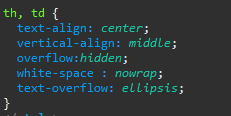 th, td {
text-align: center;
vertical-align: middle;
overflow:hidden;
white-space : nowrap;
text-overflow: ellipsis;
}